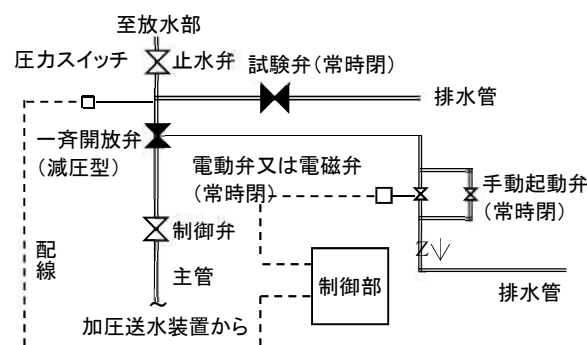 至放水部
圧力スイッチ
止水弁
試験弁（常時閉）
排水管
一斉開放弁
（減圧型）
電動弁又は電磁弁
（常時閉）
手動起動弁
（常時閉）
制御弁
配線
主管
制御部
排水管
加圧送水装置から